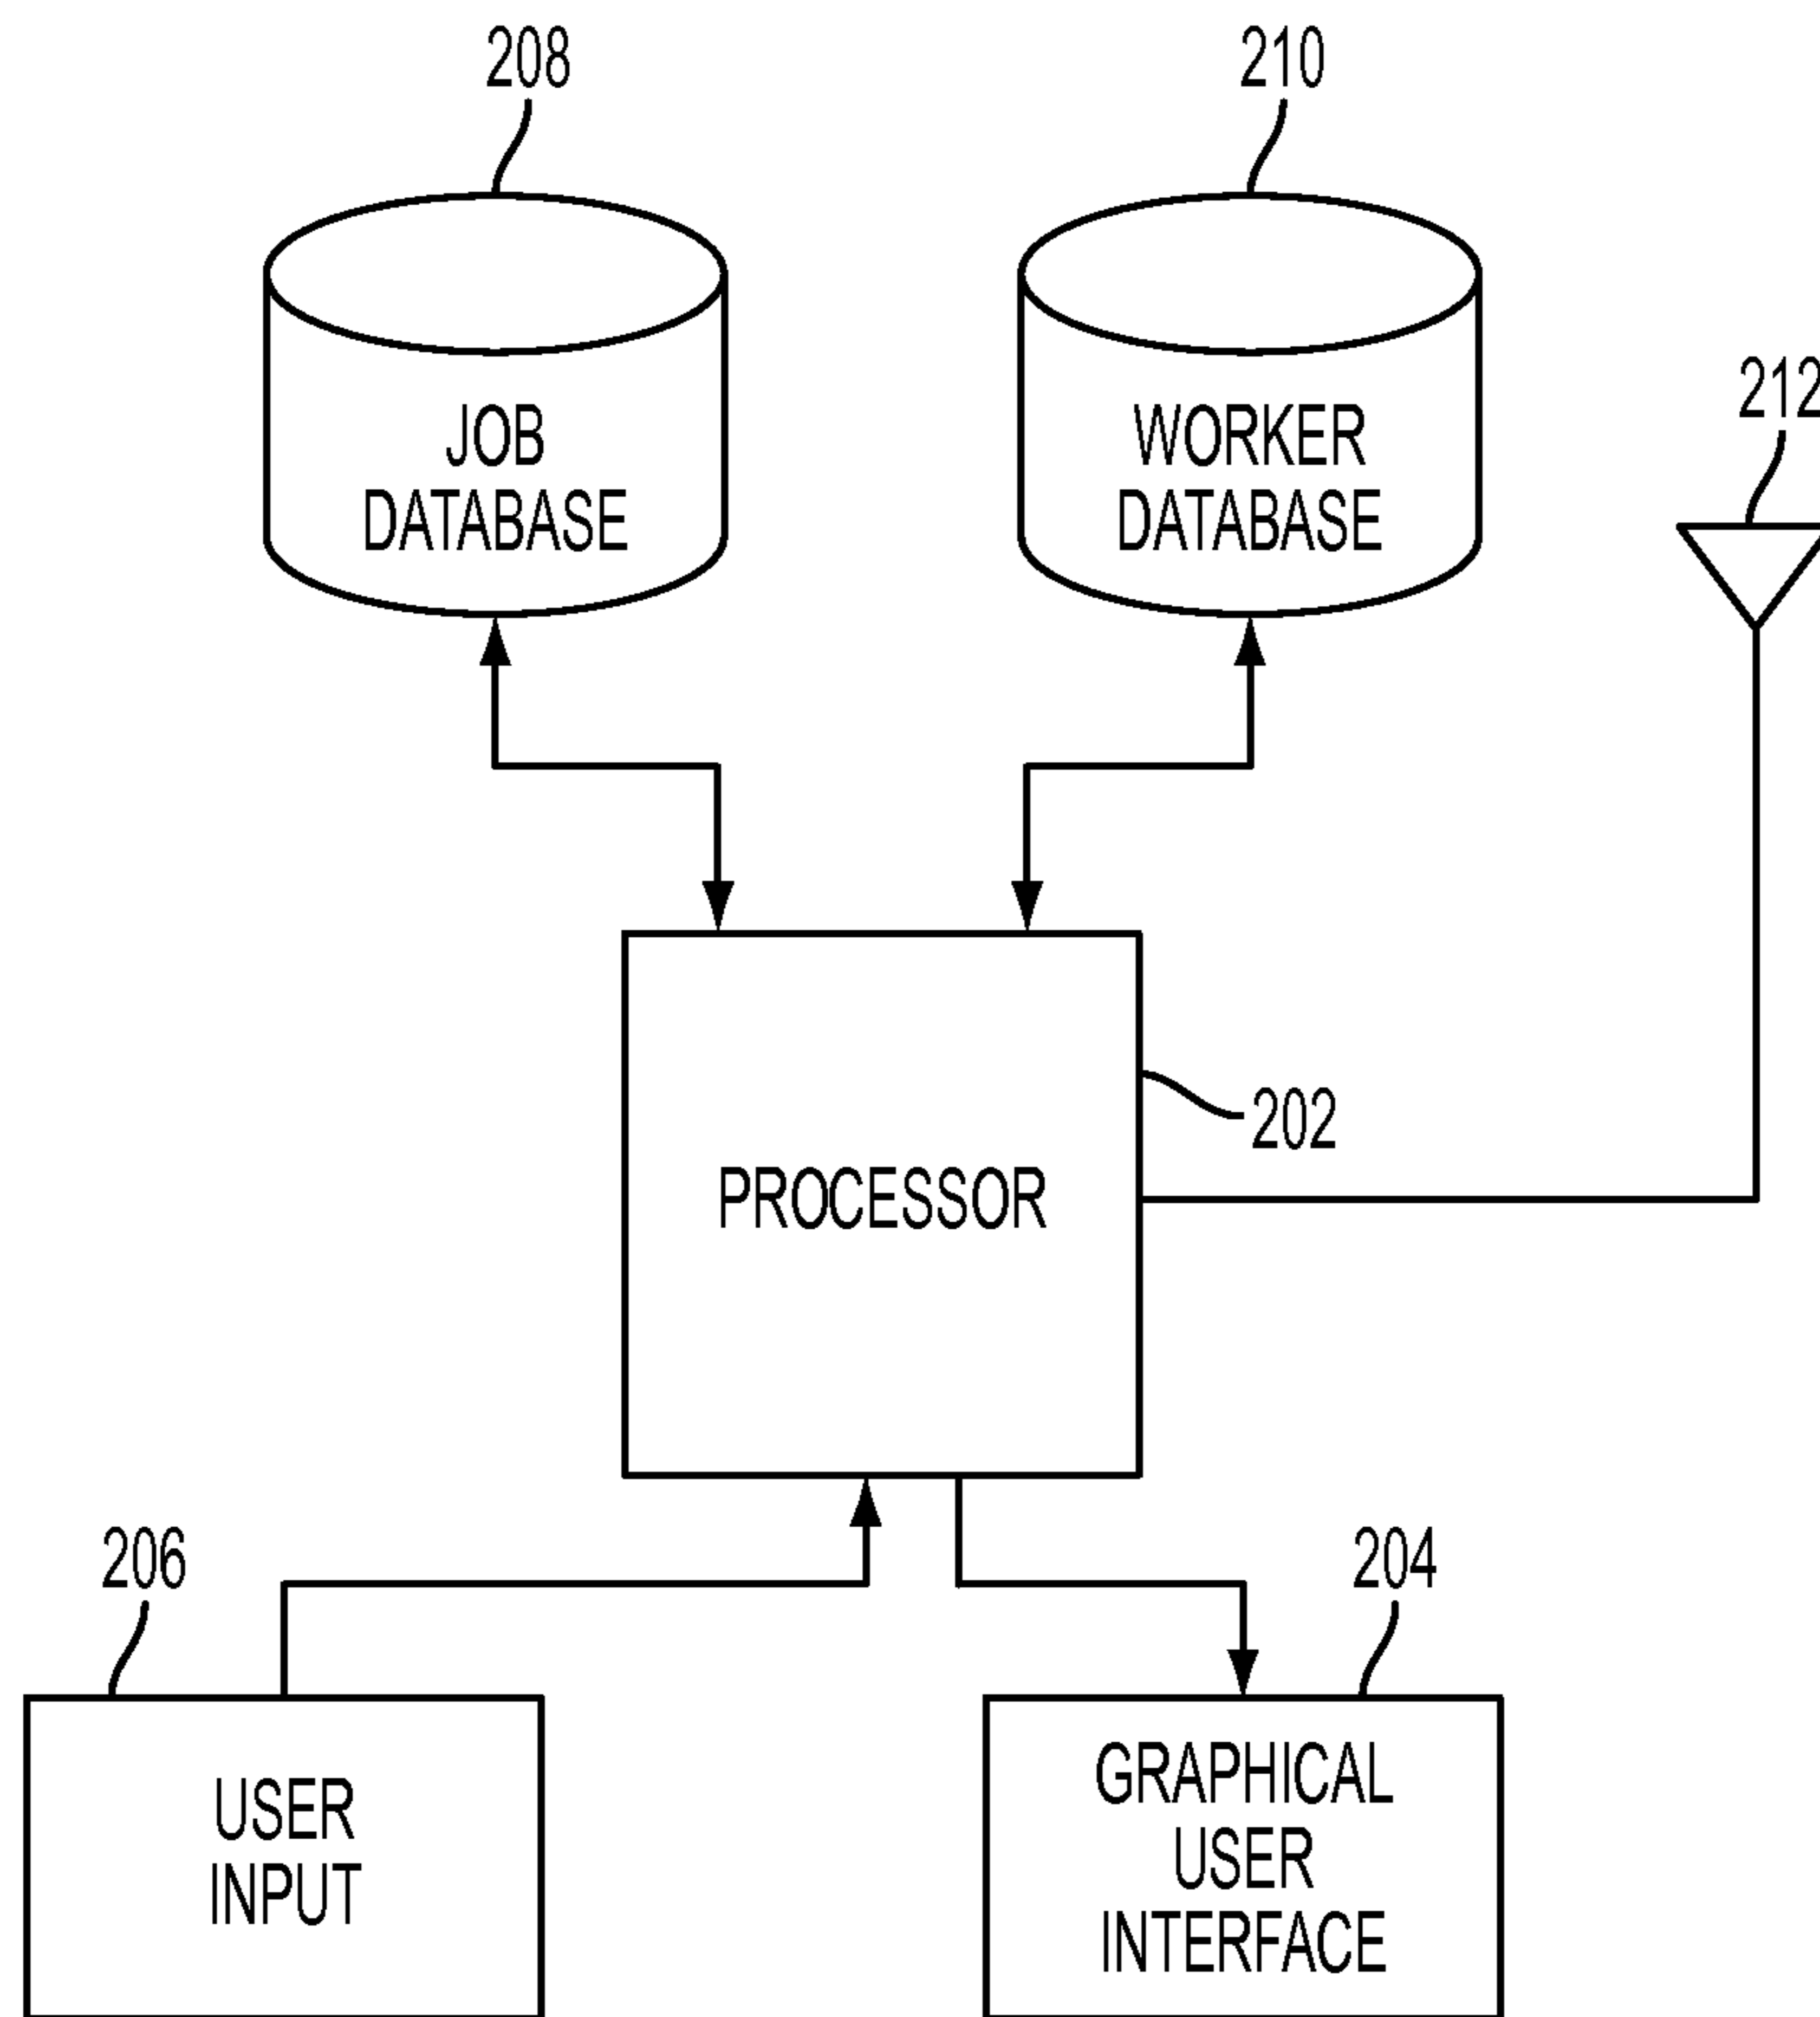 208
210
JOB
DATABASE
WORKER
DATABASE
212
202
PROCESSOR
206
204
USER
INPUT
GRAPHICAL
USER
INTERFACE